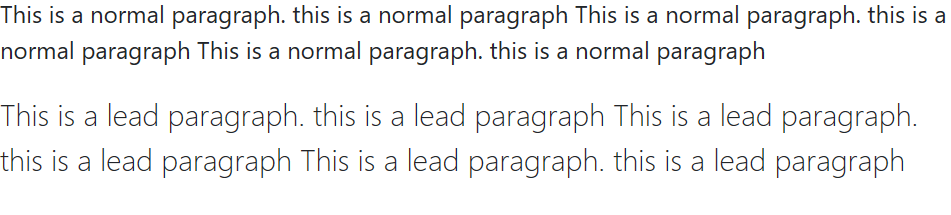 This is a normal paragraph. this is a normal paragraph This is a normal paragraph. this is a
normal paragraph This is a normal paragraph. this is a normal paragraph
This is a lead paragraph. this is a lead paragraph This is a lead paragraph.
this is a lead paragraph This is a lead paragraph. this is a lead paragraph